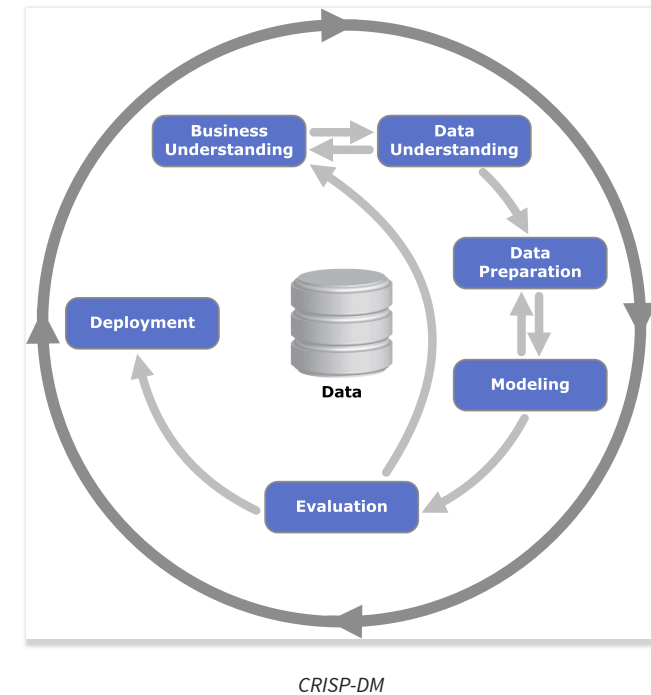 Business
Understanding
Data
Understanding
Data
Preparation
Deployment
Data
Modeling
Evaluation
CRISP-DM